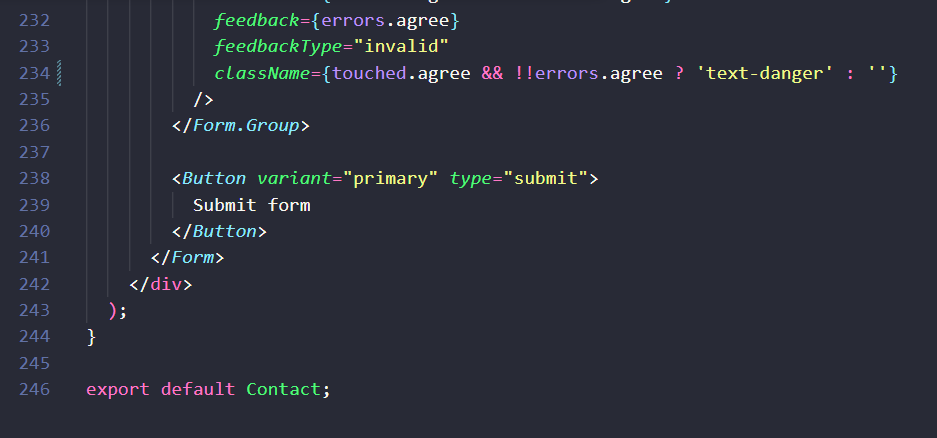 232 feedback={errors.agree}
233 feedbackType="invalid"
234 className={touched.agree && !!errors.agree ? 'text-danger' : ''}
235 />
236 </Form.Group>
237
238 <Button variant="primary" type="submit">
239 Submit form
240 </Button>
241 </Form>
242 </div>
243 );
244 }
245
246 export default Contact;